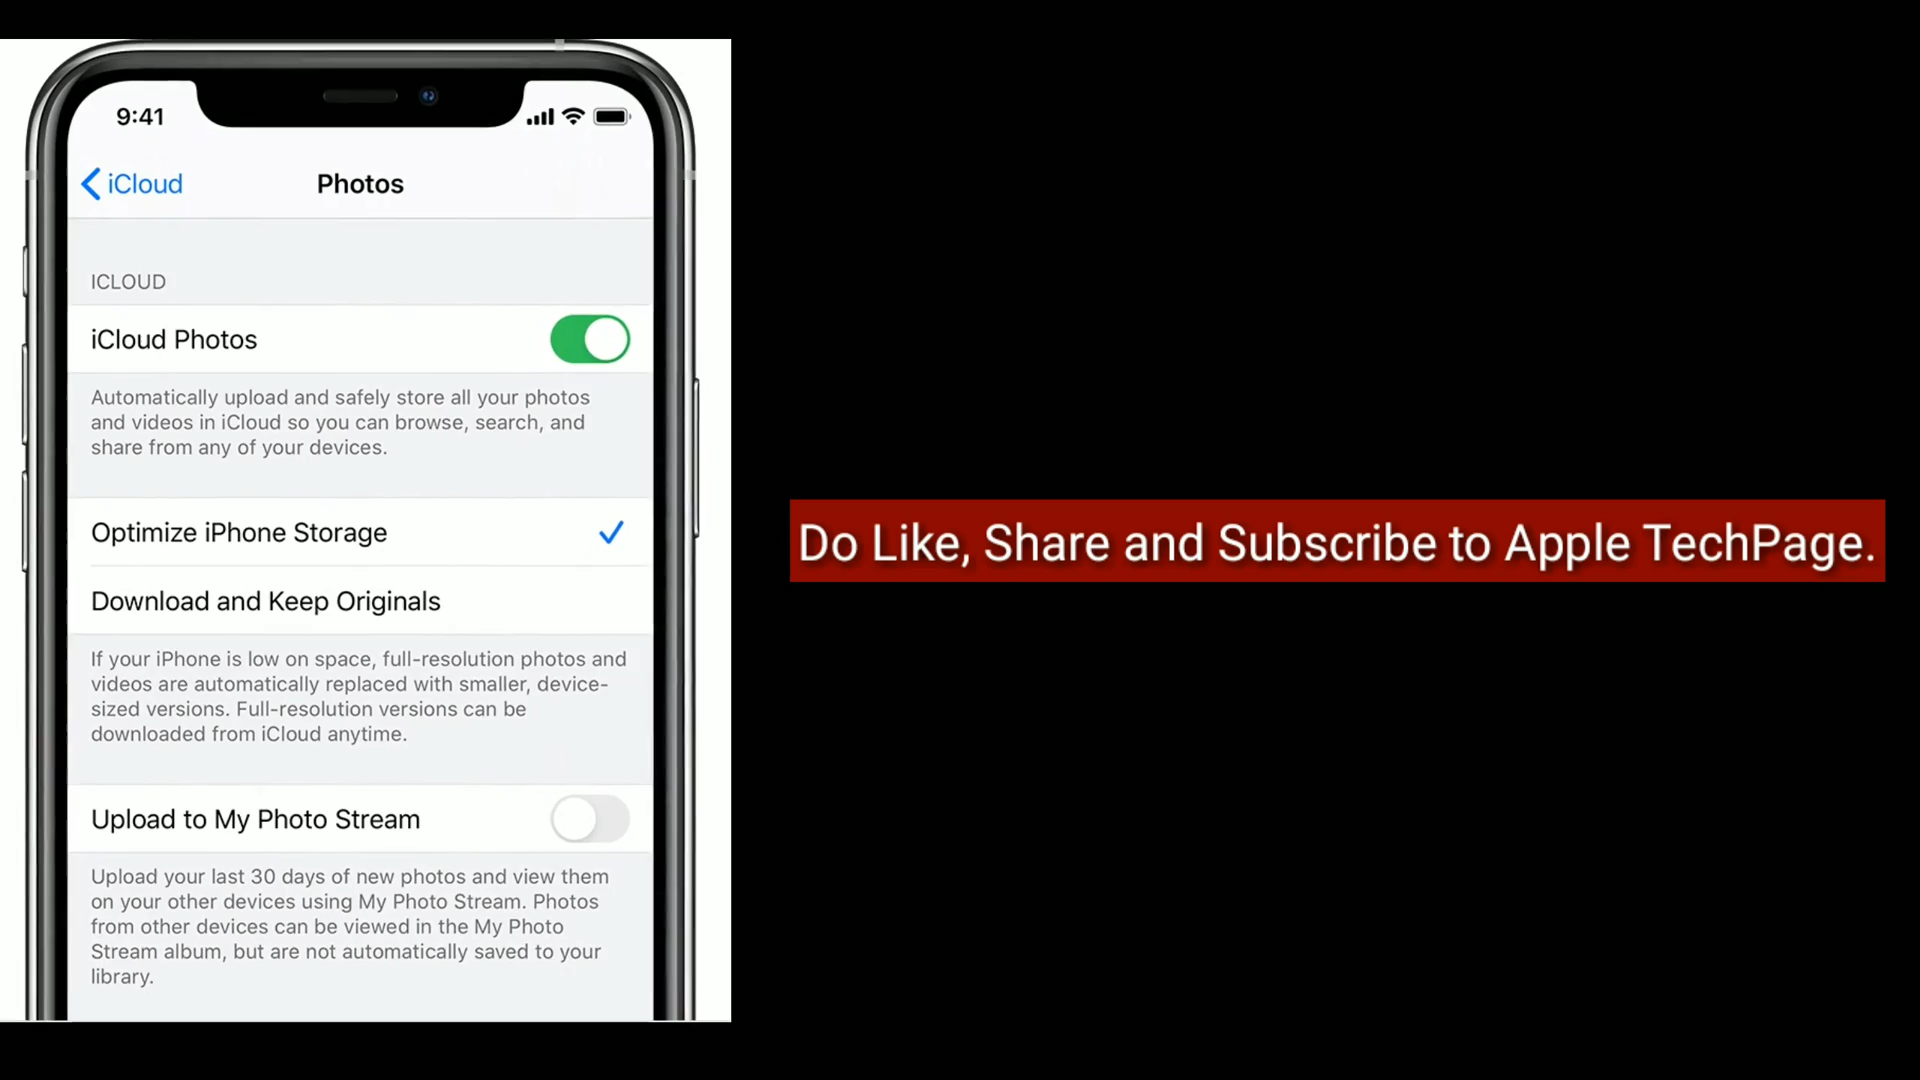 9:41
iCloud
Photos
ICLOUD
iCloud Photos
Automatically upload and safely store all your photos
and videos in iCloud so you can browse, search, and
share from any of your devices.
Optimize iPhone Storage
Download and Keep Originals
If your iPhone is low on space, full-resolution photos and
videos are automatically replaced with smaller, device-
sized versions. Full-resolution versions can be
downloaded from iCloud anytime.
Upload to My Photo Stream
Upload your last 30 days of new photos and view them
on your other devices using My Photo Stream. Photos
from other devices can be viewed in the My Photo
Stream album, but are not automatically saved to your
library.
Do Like, Share and Subscribe to Apple TechPage.